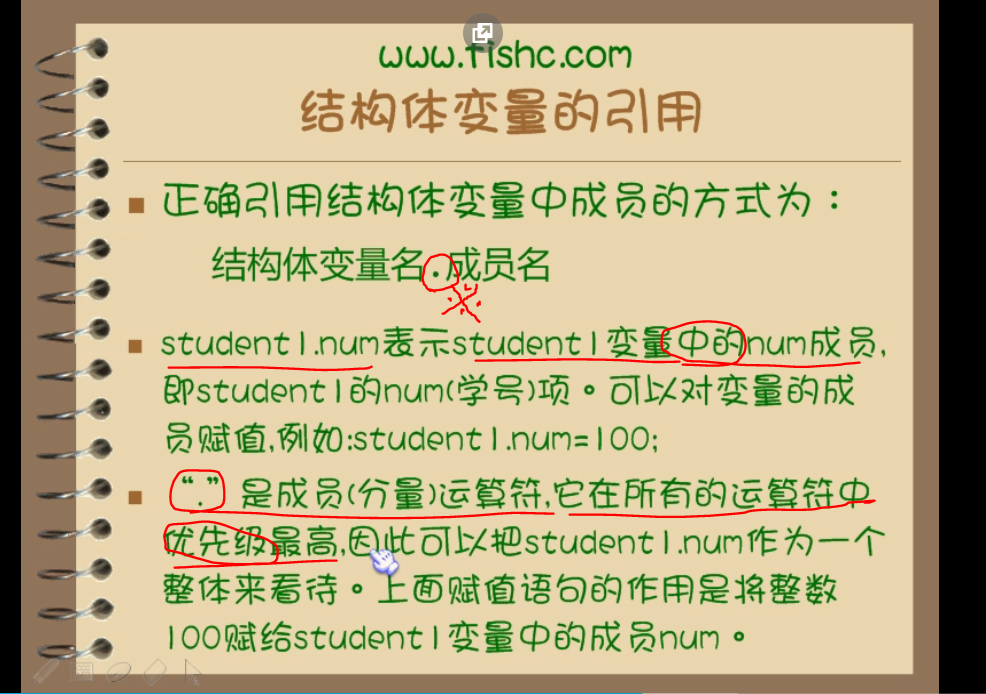 www.fishc.com
结构体变量的引用
正确引用结构体变量中成员的方式为：
结构体变量名.成员名
student1.num表示student1变量中的num成员,
即student1的num(学号)项。可以对变量的成
员赋值,例如:student1.num=100;
“.” 是成员(分量)运算符,它在所有的运算符中
优先级最高,因此可以把student1.num作为一个
整体来看待。上面赋值语句的作用是将整数
100赋给student1变量中的成员num。